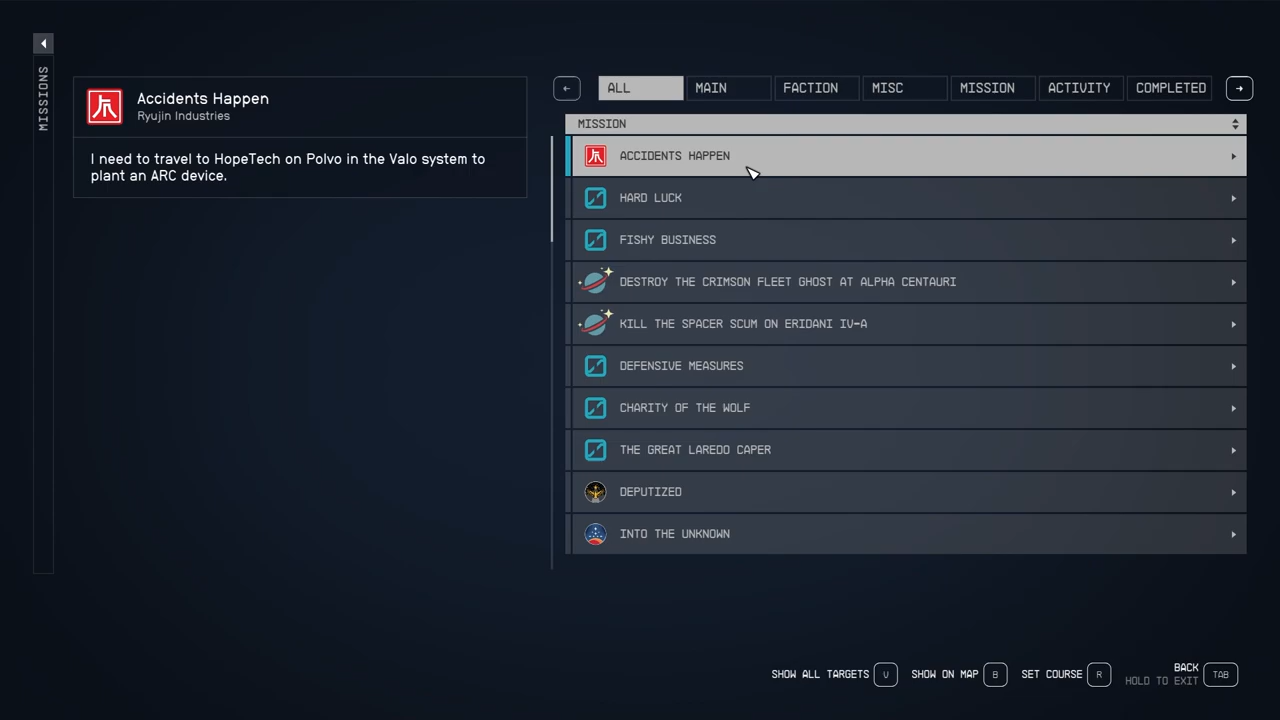 MISSIONS
Accidents Happen
Ryujin Industries
I need to travel to HopeTech on Polvo in the Valo system to
plant an ARC device.
ALL
MAIN
FACTION
MISC
MISSION
ACTIVITY
COMPLETED
MISSION
ACCIDENTS HAPPEN
HARD LUCK
FISHY BUSINESS
DESTROY THE CRIMSON FLEET GHOST AT ALPHA CENTAURI
KILL THE SPACER SCUM ON ERIDANI IV-A
DEFENSIVE MEASURES
CHARITY OF THE WOLF
THE GREAT LAREDO CAPER
DEPUTIZED
INTO THE UNKNOWN
SHOW ALL TARGETS V
SHOW ON MAP B
SET COURSE R
BACK
HOLD TO EXIT
TAB